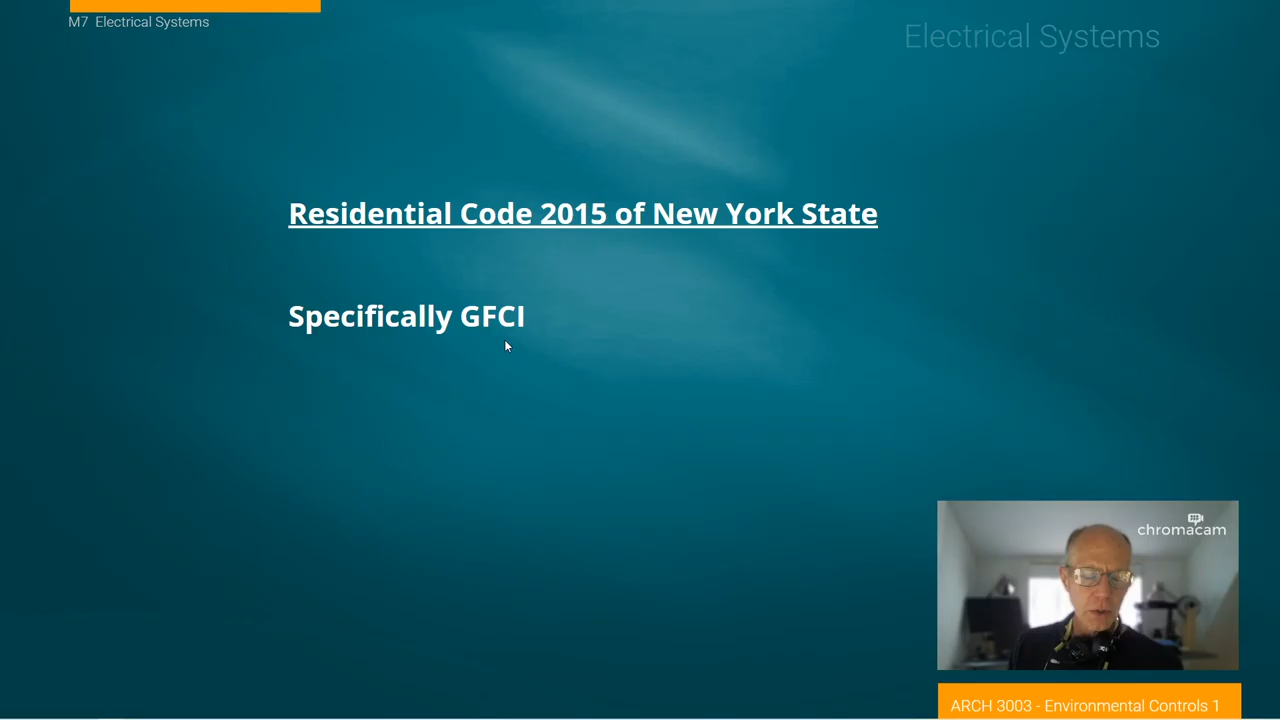 M7 Electrical Systems
Electrical Systems
Residential Code 2015 of New York State
Specifically GFCI
chromacam
ARCH 3003 - Environmental Controls 1